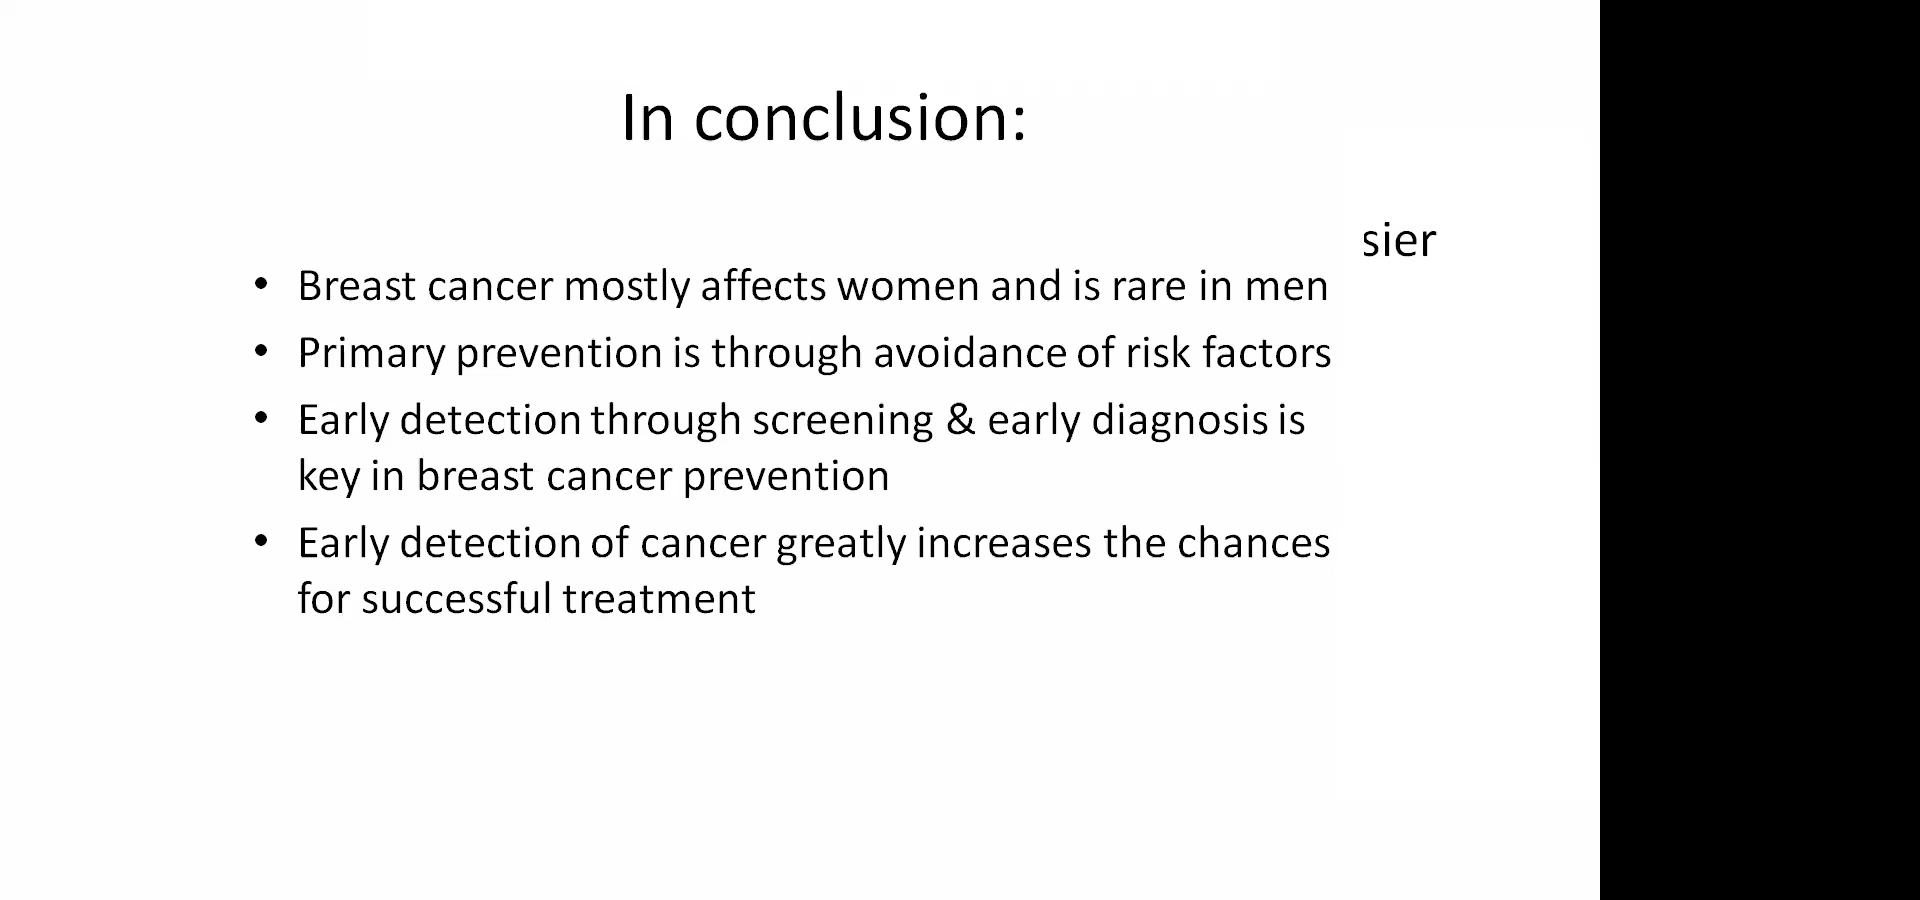 In conclusion:
sier
• Breast cancer mostly affects women and is rare in men
• Primary prevention is through avoidance of risk factors
• Early detection through screening & early diagnosis is
key in breast cancer prevention
• Early detection of cancer greatly increases the chances
for successful treatment